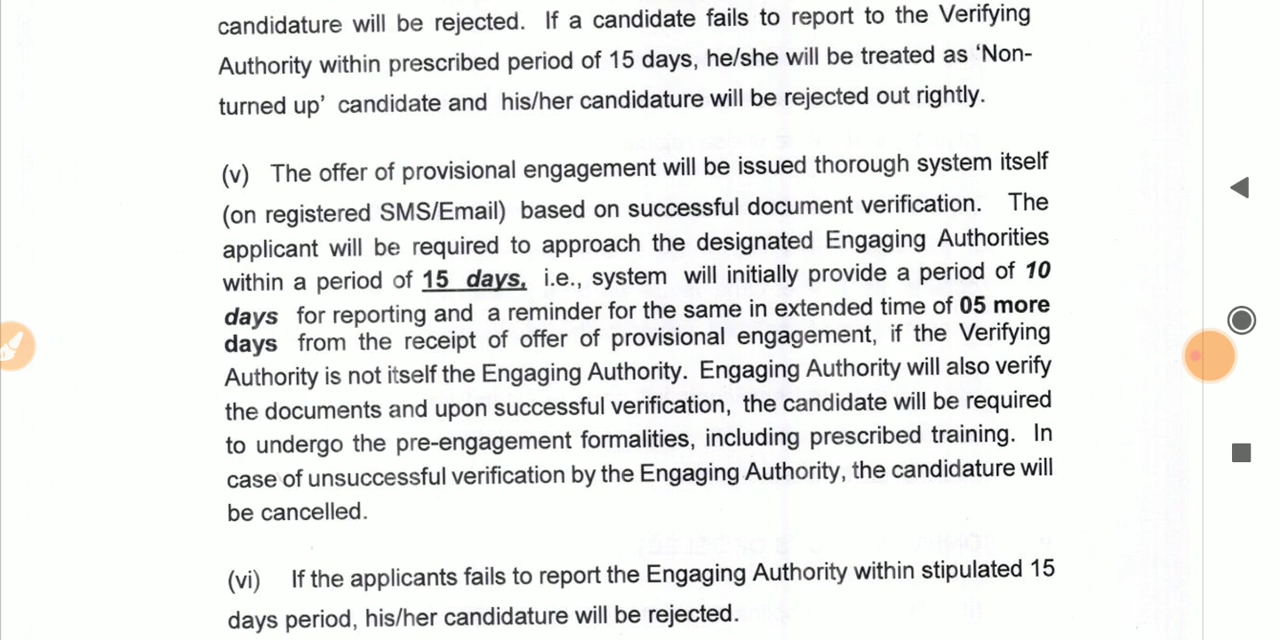 candidature will be rejected. If a candidate fails to report to the Verifying
Authority within prescribed period of 15 days, he/she will be treated as ‘Non-
turned up’ candidate and his/her candidature will be rejected out rightly.
(v) The offer of provisional engagement will be issued thorough system itself
(on registered SMS/Email) based on successful document verification. The
applicant will be required to approach the designated Engaging Authorities
within a period of 15 days, i.e., system will initially provide a period of 10
days for reporting and a reminder for the same in extended time of 05 more
days from the receipt of offer of provisional engagement, if the Verifying
Authority is not itself the Engaging Authority. Engaging Authority will also verify
the documents and upon successful verification, the candidate will be required
to undergo the pre-engagement formalities, including prescribed training. In
case of unsuccessful verification by the Engaging Authority, the candidature will
be cancelled.
(vi) If the applicants fails to report the Engaging Authority within stipulated 15
days period, his/her candidature will be rejected.